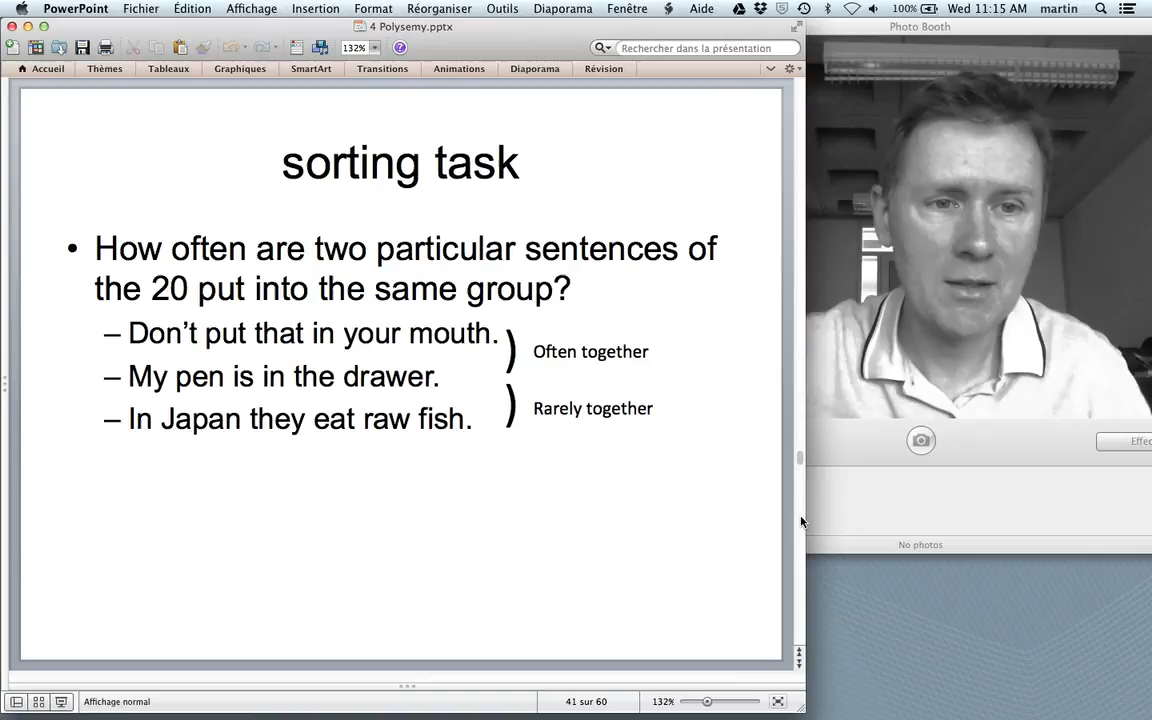 PowerPoint Fichier Édition Affichage Insertion Format Réorganiser Outils Diaporama Fenêtre Aide 100% Wed 11:15 AM martin
4 Polysemy.pptx
Photo Booth
132%
Rechercher dans la présentation
Accueil Thèmes Tableaux Graphiques SmartArt Transitions Animations Diaporama Révision
sorting task
• How often are two particular sentences of
the 20 put into the same group?
– Don't put that in your mouth.
Often together
– My pen is in the drawer.
Rarely together
– In Japan they eat raw fish.
Effec
No photos
Affichage normal 41 sur 60 132%